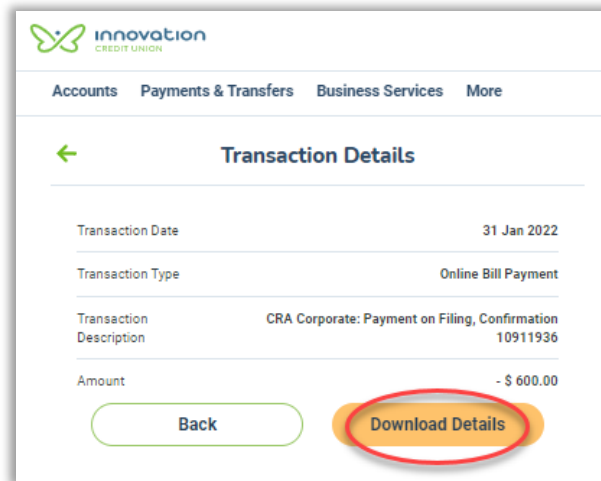 innovation
CREDIT UNION
Accounts Payments & Transfers Business Services More
Transaction Details
Transaction Date 31 Jan 2022
Transaction Type Online Bill Payment
Transaction Description CRA Corporate: Payment on Filing, Confirmation 10911936
Amount - $ 600.00
Back Download Details